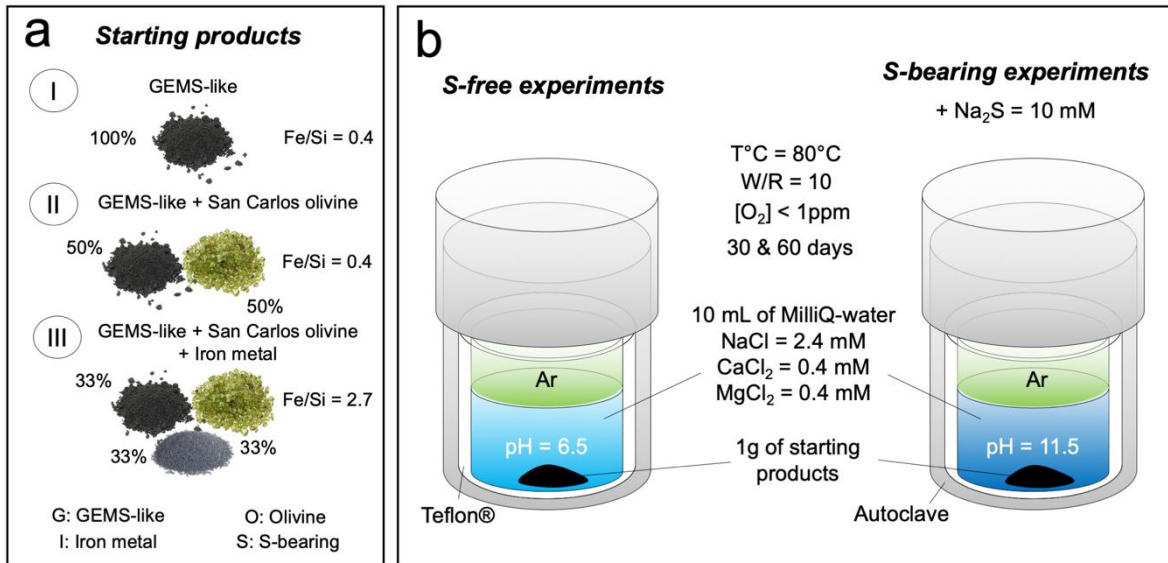 a
Starting products
I
GEMS-like
100%
Fe/Si = 0.4
II
GEMS-like + San Carlos olivine
50%
Fe/Si = 0.4
50%
III
GEMS-like + San Carlos olivine
+ Iron metal
33%
Fe/Si = 2.7
33%
33%
G: GEMS-like
O: Olivine
I: Iron metal
S: S-bearing
b
S-free experiments
S-bearing experiments
+ Na₂S = 10 mM
T°C = 80°C
W/R = 10
[O₂] < 1ppm
30 & 60 days
10 mL of MilliQ-water
NaCl = 2.4 mM
CaCl₂ = 0.4 mM
MgCl₂ = 0.4 mM
Ar
Ar
pH = 6.5
pH = 11.5
1g of starting
products
Teflon®
Autoclave